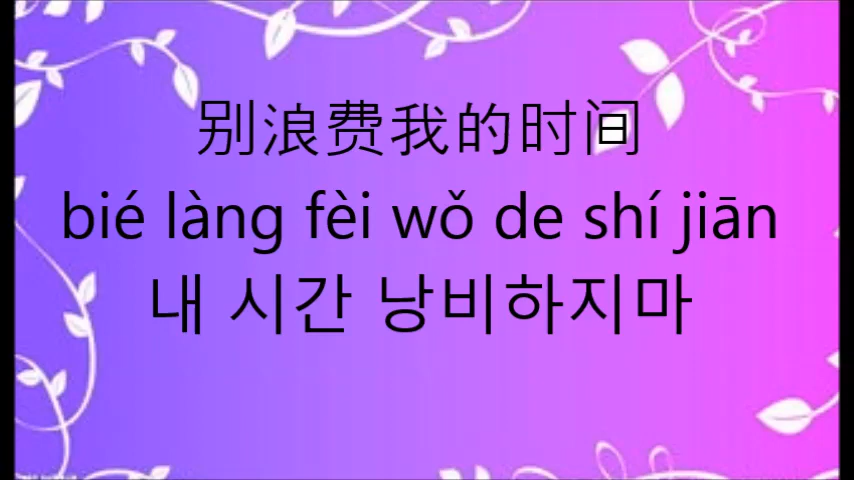 别浪费我的时间
bié làng fèi wǒ de shí jiān
내 시간 낭비하지마